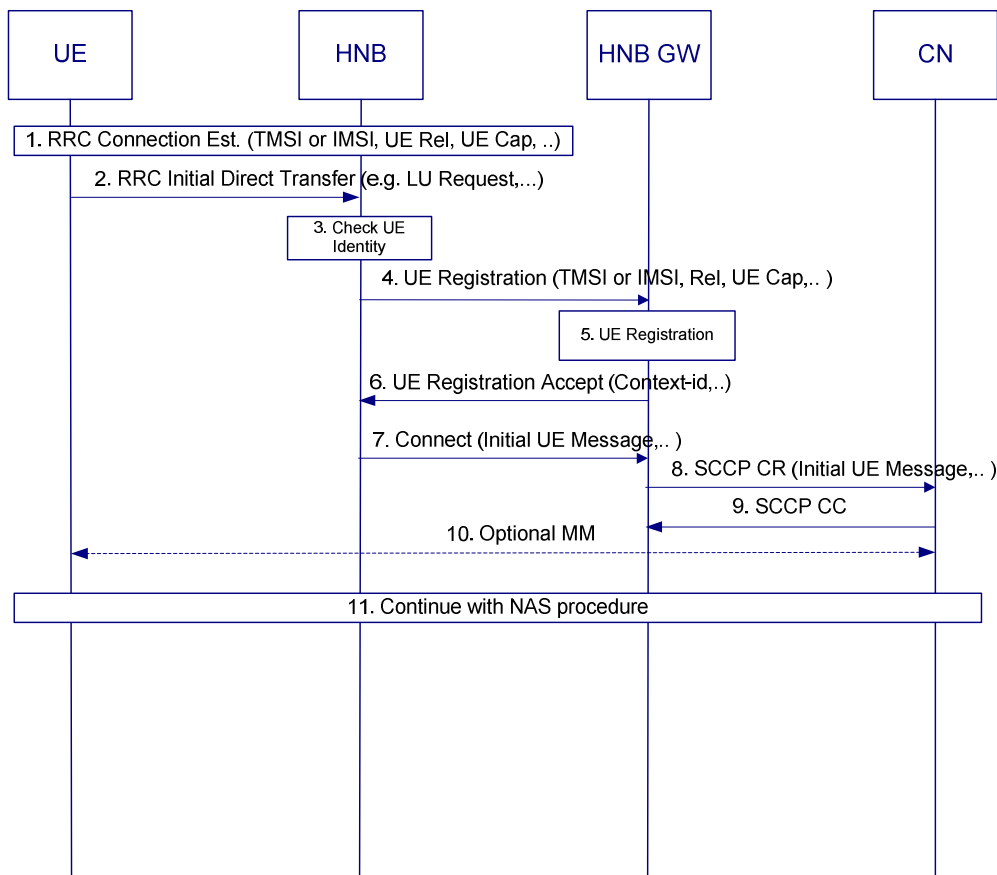 UE
HNB
HNB GW
CN
1. RRC Connection Est. (TMSI or IMSI, UE Rel, UE Cap, ..)
2. RRC Initial Direct Transfer (e.g. LU Request,...)
3. Check UE
Identity
4. UE Registration (TMSI or IMSI, Rel, UE Cap,.. )
5. UE Registration
6. UE Registration Accept (Context-id,..)
7. Connect (Initial UE Message,.. )
8. SCCP CR (Initial UE Message,.. )
9. SCCP CC
10. Optional MM
11. Continue with NAS procedure